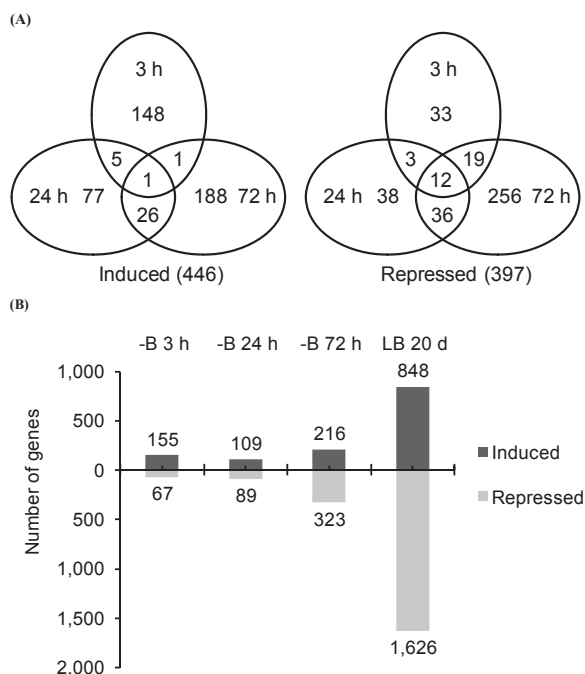 (A)
3 h
148
5
1
1
24 h 77
188 72 h
26
Induced (446)
3 h
33
3
19
12
24 h 38
256 72 h
36
Repressed (397)
(B)
-B 3 h
-B 24 h
-B 72 h
LB 20 d
Number of genes
1,000
500
0
500
1,000
1,500
2,000
155
109
216
848
67
89
323
1,626
Induced
Repressed